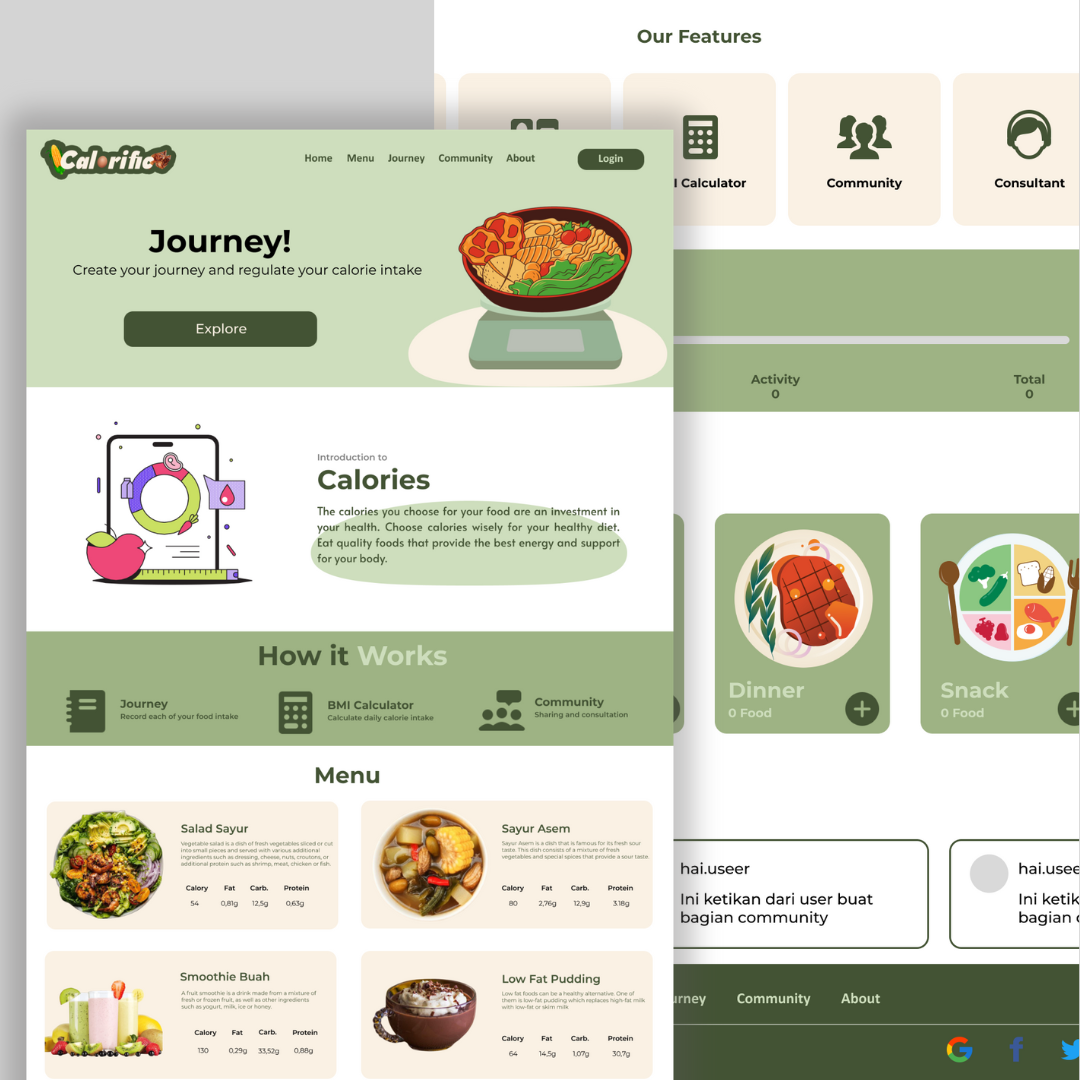 Our Features
I Calculator
Community
Consultant
Calorific
Home Menu Journey Community About
Login
Journey!
Create your journey and regulate your calorie intake
Explore
Activity
0
Total
0
Introduction to
Calories
The calories you choose for your food are an investment in
your health. Choose calories wisely for your healthy diet.
Eat quality foods that provide the best energy and support
for your body.
Dinner
0 Food
Snack
0 Food
How it Works
Journey
Record each of your food intake
BMI Calculator
Calculate daily calorie intake
Community
Sharing and consultation
Menu
Salad Sayur
Vegetable salad is a dish of fresh vegetables sliced or cut
into small pieces and served with various additional
ingredients such as dressing, cheese, nuts, croutons, or
additional protein such as shrimp, meat, chicken or fish.
Calory Fat Carb. Protein
54 0,81g 12,5g 0,63g
Sayur Asem
Sayur Asem is a dish that is famous for its fresh sour
taste. This dish consists of a mixture of fresh
vegetables and special spices that provide a sour taste.
Calory Fat Carb. Protein
80 2,76g 12,9g 3.18g
Smoothie Buah
A fruit smoothie is a drink made from a mixture of
fresh or frozen fruit, as well as other ingredients
such as yogurt, milk, ice or honey.
Calory Fat Carb. Protein
130 0,29g 33,52g 0,88g
Low Fat Pudding
Low fat foods can be a healthy alternative. One of
them is low-fat pudding which replaces high-fat milk
with low-fat or skim milk
Calory Fat Carb. Protein
64 14,5g 1,07g 30,7g
hai.useer
Ini ketikan dari user buat
bagian community
hai.usee
Ini ketik
bagian
urney Community About